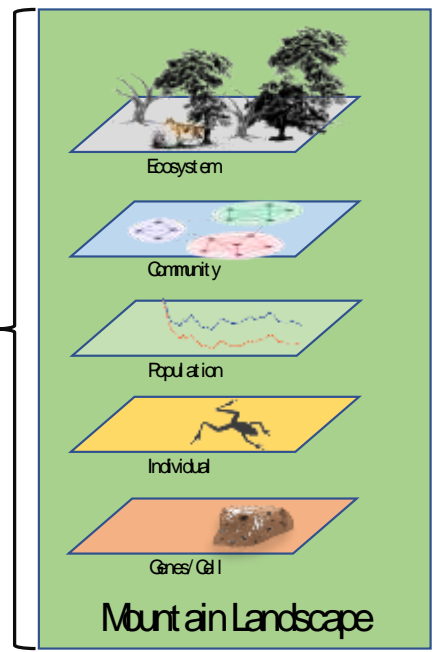 Ecosystem
Community
Population
Individual
Genes/Cell
Mountain Landscape